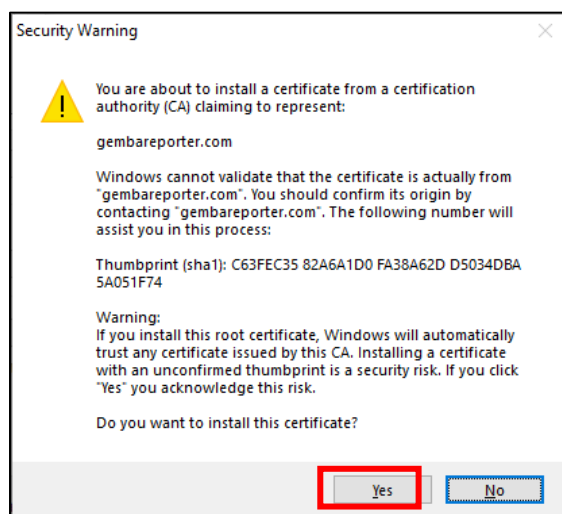 Security Warning
You are about to install a certificate from a certification
authority (CA) claiming to represent:
gembareporter.com
Windows cannot validate that the certificate is actually from
"gembareporter.com". You should confirm its origin by
contacting "gembareporter.com". The following number will
assist you in this process:
Thumbprint (sha1): C63FEC35 82A6A1D0 FA38A62D D5034DBA
5A051F74
Warning:
If you install this root certificate, Windows will automatically
trust any certificate issued by this CA. Installing a certificate
with an unconfirmed thumbprint is a security risk. If you click
"Yes" you acknowledge this risk.
Do you want to install this certificate?
Yes
No